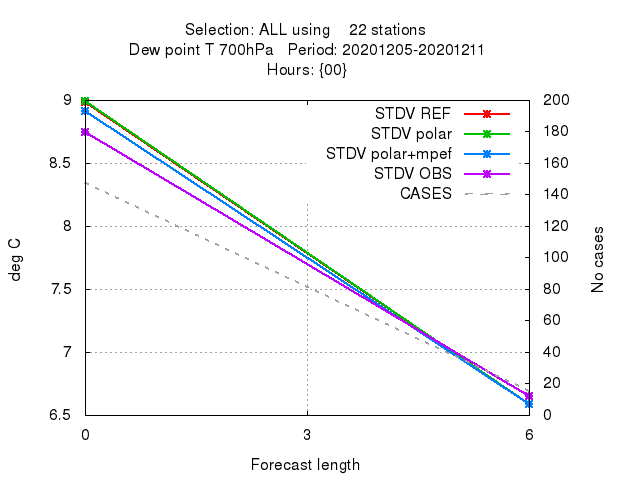 Selection: ALL using    22 stations
Dew point T 700hPa   Period: 20201205-20201211
Hours: {00}
STDV REF
STDV polar
STDV polar+mpef
STDV OBS
CASES
9
8.5
8
7.5
7
6.5
200
180
160
140
120
100
80
60
40
20
0
deg C
No cases
0 3 6
Forecast length